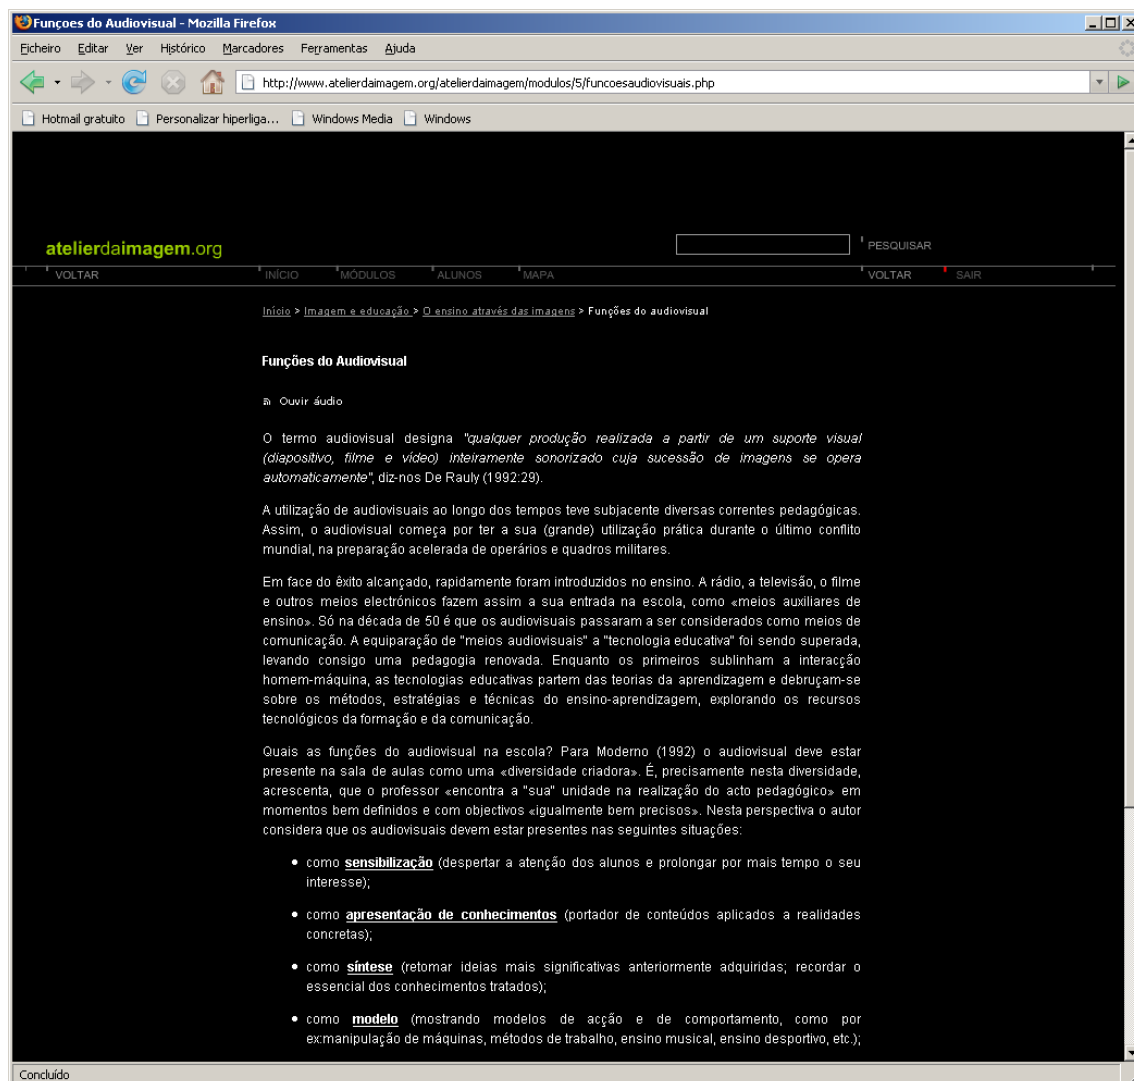 Funçoes do Audiovisual - Mozilla Firefox
Ficheiro Editar Ver Histórico Marcadores Ferramentas Ajuda
http://www.atelierdaimagem.org/atelierdaimagem/modulos/5/funcoesaudiovisuais.php
Hotmail gratuito Personalizar hiperliga... Windows Media Windows
atelierdaimagem.org
PESQUISAR
VOLTAR INÍCIO MÓDULOS ALUNOS MAPA VOLTAR SAIR
Início > Imagem e educação > O ensino através das imagens > Funções do audiovisual
Funções do Audiovisual
Ouvir áudio
O termo audiovisual designa "qualquer produção realizada a partir de um suporte visual
(diapositivo, filme e vídeo) inteiramente sonorizado cuja sucessão de imagens se opera
automaticamente", diz-nos De Rauly (1992:29).
A utilização de audiovisuais ao longo dos tempos teve subjacente diversas correntes pedagógicas.
Assim, o audiovisual começa por ter a sua (grande) utilização prática durante o último conflito
mundial, na preparação acelerada de operários e quadros militares.
Em face do êxito alcançado, rapidamente foram introduzidos no ensino. A rádio, a televisão, o filme
e outros meios electrónicos fazem assim a sua entrada na escola, como «meios auxiliares de
ensino». Só na década de 50 é que os audiovisuais passaram a ser considerados como meios de
comunicação. A equiparação de "meios audiovisuais" a "tecnologia educativa" foi sendo superada,
levando consigo uma pedagogia renovada. Enquanto os primeiros sublinham a interacção
homem-máquina, as tecnologias educativas partem das teorias da aprendizagem e debruçam-se
sobre os métodos, estratégias e técnicas do ensino-aprendizagem, explorando os recursos
tecnológicos da formação e da comunicação.
Quais as funções do audiovisual na escola? Para Moderno (1992) o audiovisual deve estar
presente na sala de aulas como uma «diversidade criadora». É, precisamente nesta diversidade,
acrescenta, que o professor «encontra a "sua" unidade na realização do acto pedagógico» em
momentos bem definidos e com objectivos «igualmente bem precisos». Nesta perspectiva o autor
considera que os audiovisuais devem estar presentes nas seguintes situações:
• como sensibilização (despertar a atenção dos alunos e prolongar por mais tempo o seu
interesse);
• como apresentação de conhecimentos (portador de conteúdos aplicados a realidades
concretas);
• como síntese (retomar ideias mais significativas anteriormente adquiridas; recordar o
essencial dos conhecimentos tratados);
• como modelo (mostrando modelos de acção e de comportamento, como por
ex:manipulação de máquinas, métodos de trabalho, ensino musical, ensino desportivo, etc.);
Concluído